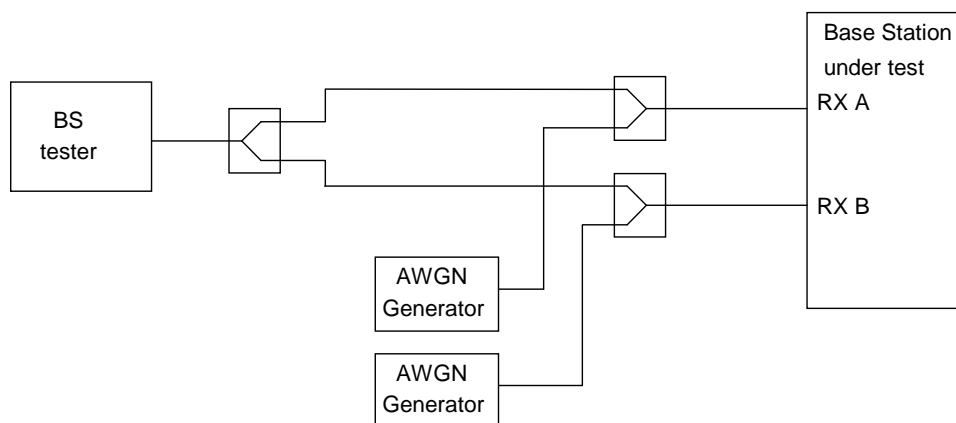 BS
tester
Base Station
under test
RX A
RX B
AWGN
Generator
AWGN
Generator